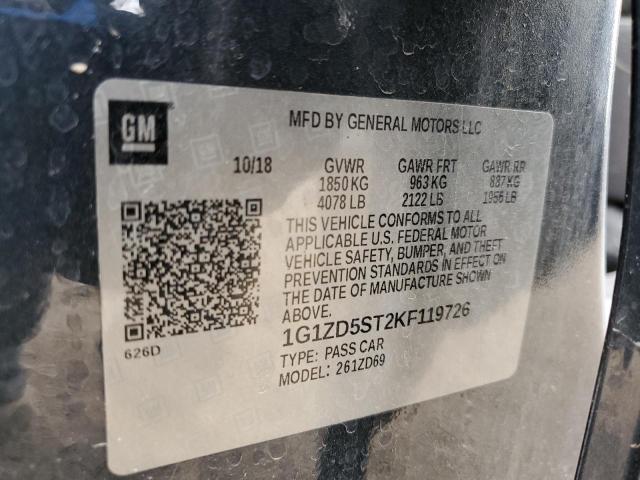 GM
MFD BY GENERAL MOTORS LLC
10/18 GVWR GAWR FRT GAWR RR
1850 KG 963 KG 887 KG
4078 LB 2122 LB 1956 LB
THIS VEHICLE CONFORMS TO ALL
APPLICABLE U.S. FEDERAL MOTOR
VEHICLE SAFETY, BUMPER, AND THEFT
PREVENTION STANDARDS IN EFFECT ON
THE DATE OF MANUFACTURE SHOWN
ABOVE.
1G1ZD5ST2KF119726
TYPE: PASS CAR
MODEL: 261ZD69
626D